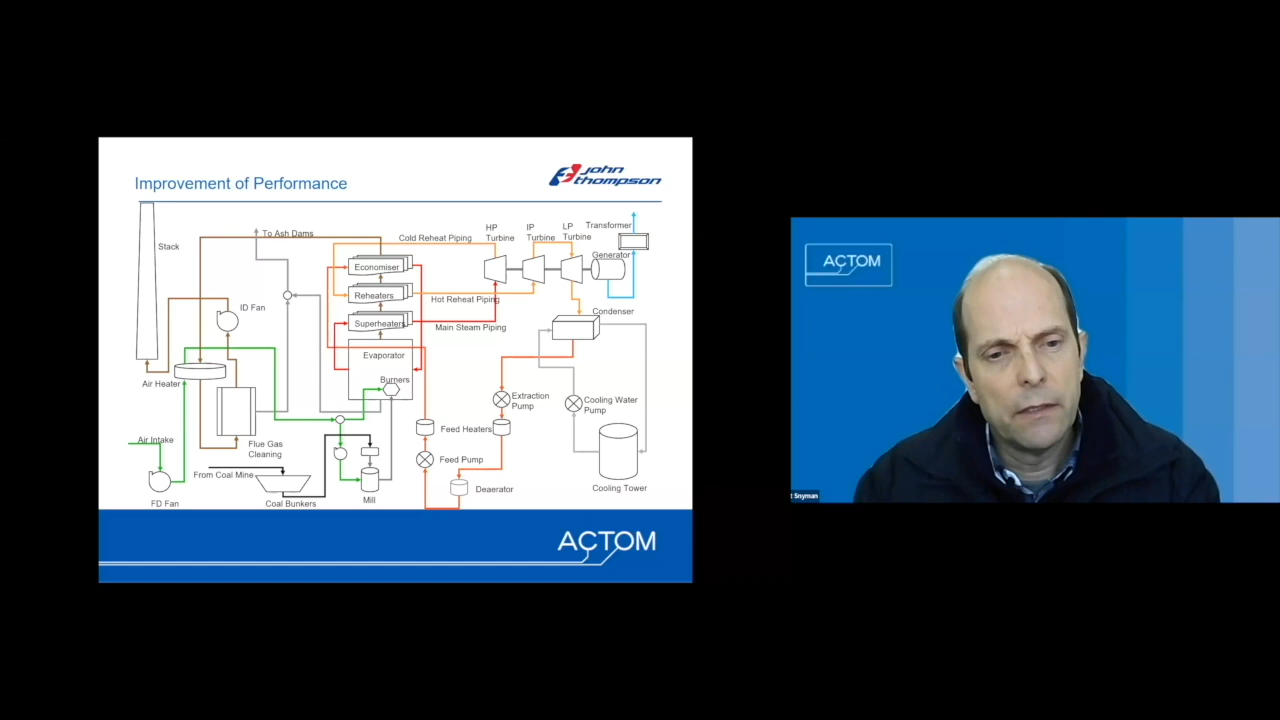 Improvement of Performance
john
thompson
Stack
To Ash Dams
ID Fan
Air Heater
Air Intake
FD Fan
Flue Gas
Cleaning
From Coal Mine
Coal Bunkers
Mill
Economiser
Reheaters
Superheaters
Evaporator
Burners
Cold Reheat Piping
Hot Reheat Piping
Main Steam Piping
HP
Turbine
IP
Turbine
LP
Turbine
Transformer
Generator
Condenser
Extraction
Pump
Cooling Water
Pump
Feed Heaters
Feed Pump
Deaerator
Cooling Tower
ACTOM
ACTOM
t Snyman